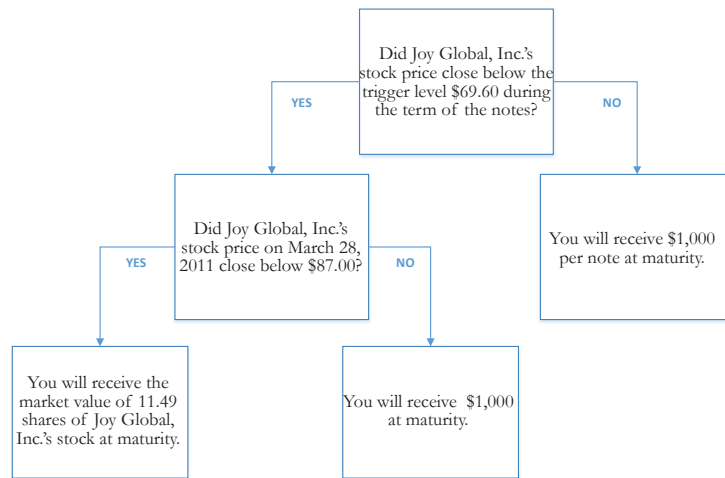 Did Joy Global, Inc.'s
stock price close below the
trigger level $69.60 during
the term of the notes?
YES
NO
Did Joy Global, Inc.'s
stock price on March 28,
2011 close below $87.00?
You will receive $1,000
per note at maturity.
YES
NO
You will receive the
market value of 11.49
shares of Joy Global,
Inc.'s stock at maturity.
You will receive $1,000
at maturity.